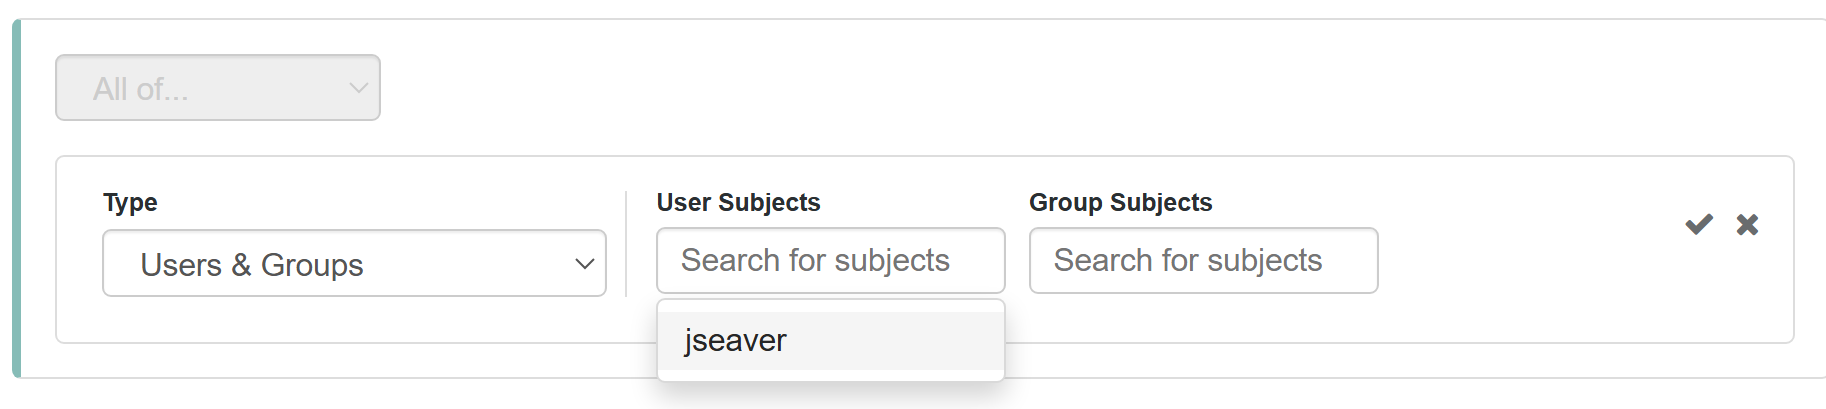 All of...
Type
Users & Groups
User Subjects
Search for subjects
jseaver
Group Subjects
Search for subjects